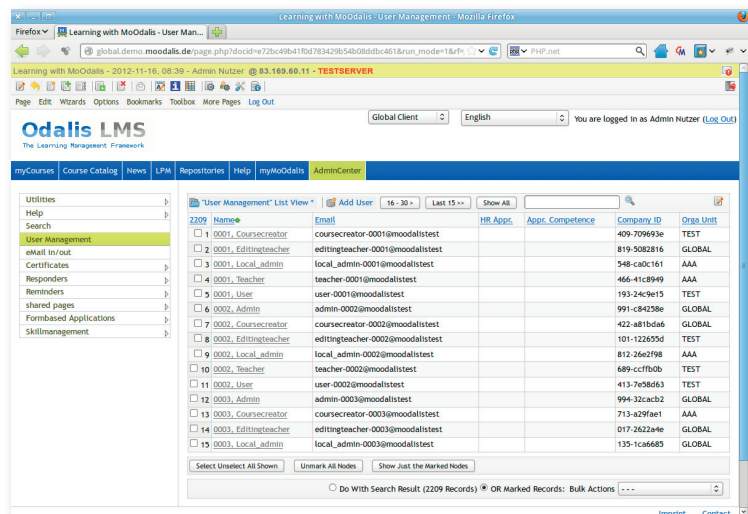 Learning with MoOdalis - User Management - Mozilla Firefox
Firefox Learning with MoOdalis - User Man...
global.demo.moodalis.de/page.php?docid=e72bc49b41f0d783429b54b08ddbc461&run_mode=1&rf= PHP.net
Learning with MoOdalis - 2012-11-16, 08:39 - Admin Nutzer @ 83.169.60.11 - TESTSERVER
Page Edit Wizards Options Bookmarks Toolbox More Pages Log Out
Global Client English You are logged in as Admin Nutzer (Log Out)
Odalis LMS
The Learning Management Framework
myCourses Course Catalog News LPM Repositories Help myMoOdalis AdminCenter
Utilities
Help
Search
User Management
eMail in/out
Certificates
Responders
Reminders
shared pages
Formbased Applications
Skillmanagement
"User Management" List View * Add User 16 - 30 > Last 15 >> Show All
2209 Name Email HR Appr. Appr. Competence Company ID Orga Unit
1 0001, Coursecreator coursecreator-0001@moodalistest 409-709693e TEST
2 0001, Editingteacher editingteacher-0001@moodalistest 819-5082816 GLOBAL
3 0001, Local_admin local_admin-0001@moodalistest 548-ca0c161 AAA
4 0001, Teacher teacher-0001@moodalistest 466-41c8949 AAA
5 0001, User user-0001@moodalistest 193-24c9e15 TEST
6 0002, Admin admin-0002@moodalistest 991-c84258e GLOBAL
7 0002, Coursecreator coursecreator-0002@moodalistest 422-a81bda6 GLOBAL
8 0002, Editingteacher editingteacher-0002@moodalistest 101-122655d TEST
9 0002, Local_admin local_admin-0002@moodalistest 812-26e2f98 AAA
10 0002, Teacher teacher-0002@moodalistest 689-ccffb0b TEST
11 0002, User user-0002@moodalistest 413-7e58d63 TEST
12 0003, Admin admin-0003@moodalistest 994-32cacb2 GLOBAL
13 0003, Coursecreator coursecreator-0003@moodalistest 713-a29fae1 AAA
14 0003, Editingteacher editingteacher-0003@moodalistest 017-2622a4e GLOBAL
15 0003, Local_admin local_admin-0003@moodalistest 135-1ca6685 GLOBAL
Select Unselect All Shown Unmark All Nodes Show Just the Marked Nodes
Do With Search Result (2209 Records) OR Marked Records: Bulk Actions ---
Imprint Contact